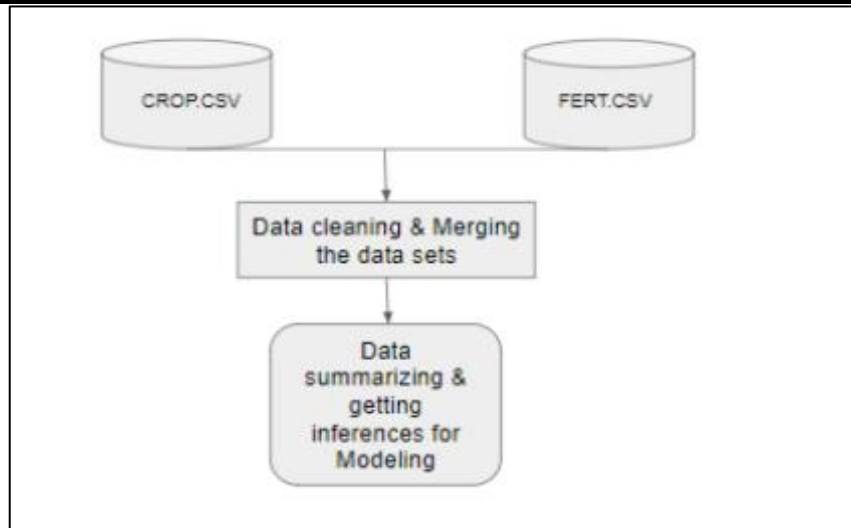 CROP.CSV
FERT.CSV
Data cleaning & Merging
the data sets
Data
summarizing &
getting
inferences for
Modeling